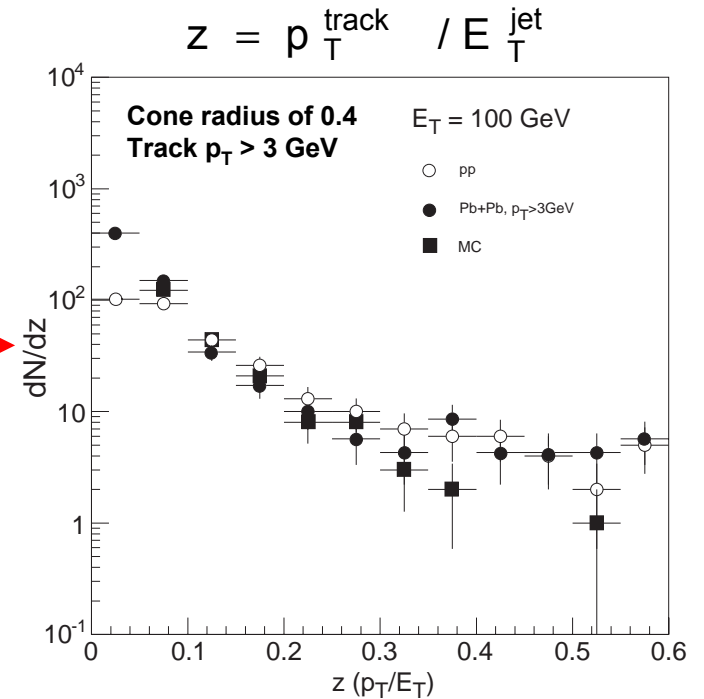 z = p_T^track / E_T^jet
10^4
Cone radius of 0.4
Track p_T > 3 GeV
E_T = 100 GeV
pp
Pb+Pb, p_T>3GeV
MC
10^3
10^2
10
1
10^-1
dN/dz
0 0.1 0.2 0.3 0.4 0.5 0.6
z (p_T/E_T)